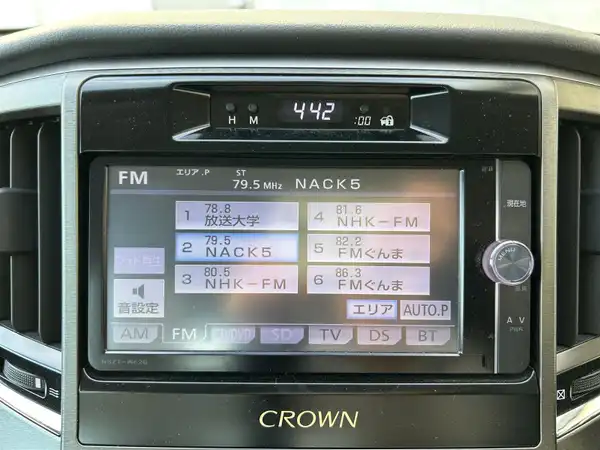 442
H M :00
FM エリア.P ST 79.5 MHz NACK5
1 78.8 放送大学
4 81.6 NHK-FM
2 79.5 NACK5
5 82.2 FMぐんま
3 80.5 NHK-FM
6 86.3 FMぐんま
現在地
音設定
エリア AUTO.P
AM FM SD TV DS BT
A V
CROWN